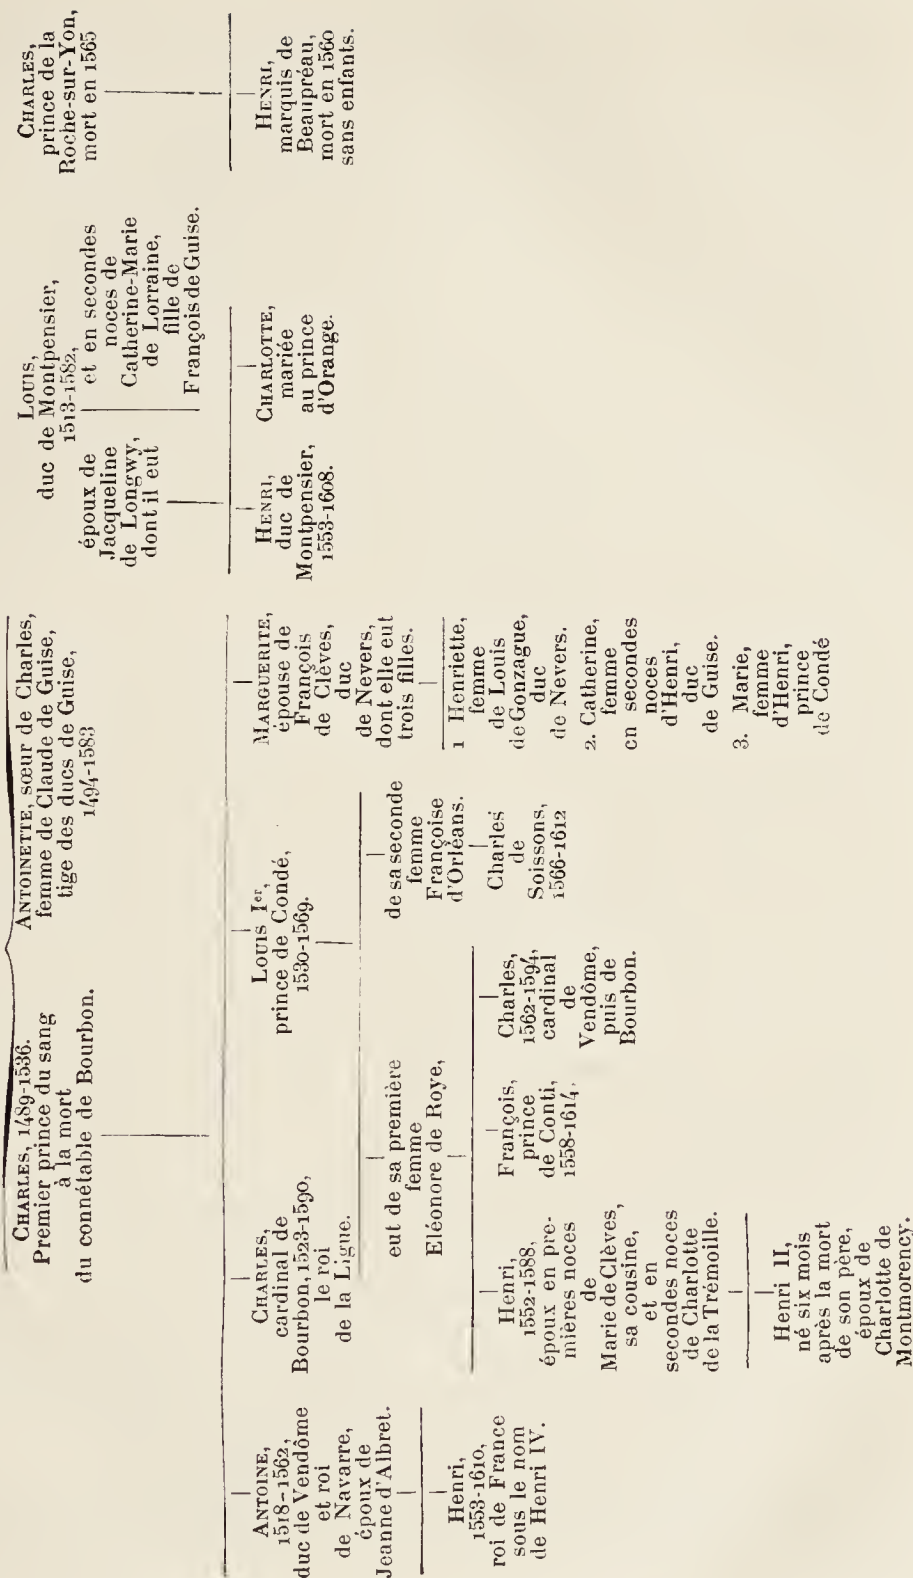 CHARLES, 1489-1536.
Premier prince du sang
à la mort
du connétable de Bourbon.
ANTOINETTE, sœur de Charles,
femme de Claude de Guise,
tige des ducs de Guise,
1494-1583
LOUIS,
duc de Montpensier,
1513-1582,
époux de
Jacqueline
de Longwy,
dont il eut
et en secondes
noces de
Catherine-Marie
de Lorraine,
fille de
François de Guise.
CHARLES,
prince de la
Roche-sur-Yon,
mort en 1565
ANTOINE,
1518-1562,
duc de Vendôme
et roi
de Navarre,
époux de
Jeanne d'Albret.
CHARLES,
cardinal de
Bourbon, 1523-1590,
le roi
de la Ligue.
LOUIS Ier,
prince de Condé,
1530-1569.
MARGUERITE,
épouse de
François
de Clèves,
duc
de Nevers,
dont elle eut
trois filles.
HENRI,
duc de
Montpensier,
1553-1608.
CHARLOTTE,
mariée
au prince
d'Orange.
HENRI,
marquis de
Beaupréau,
mort en 1560
sans enfants.
Henri,
1553-1610,
roi de France
sous le nom
de Henri IV.
eut de sa première
femme
Eléonore de Roye,
de sa seconde
femme
Françoise
d'Orléans.
Henri,
1552-1588,
époux en pre-
mières noces
de
Marie de Clèves,
sa cousine,
et en
secondes noces
de Charlotte
de la Trémoille.
François,
prince
de Conti,
1558-1614.
Charles,
1562-1594,
cardinal
de
Vendôme,
puis de
Bourbon.
Charles
de
Soissons,
1566-1612
1 Henriette,
femme
de Louis
de Gonzague,
duc
de Nevers.
2. Catherine,
femme
en secondes
noces
d'Henri,
duc
de Guise.
3. Marie,
femme
d'Henri,
prince
de Condé
Henri II,
né six mois
après la mort
de son père,
époux de
Charlotte de
Montmorency.